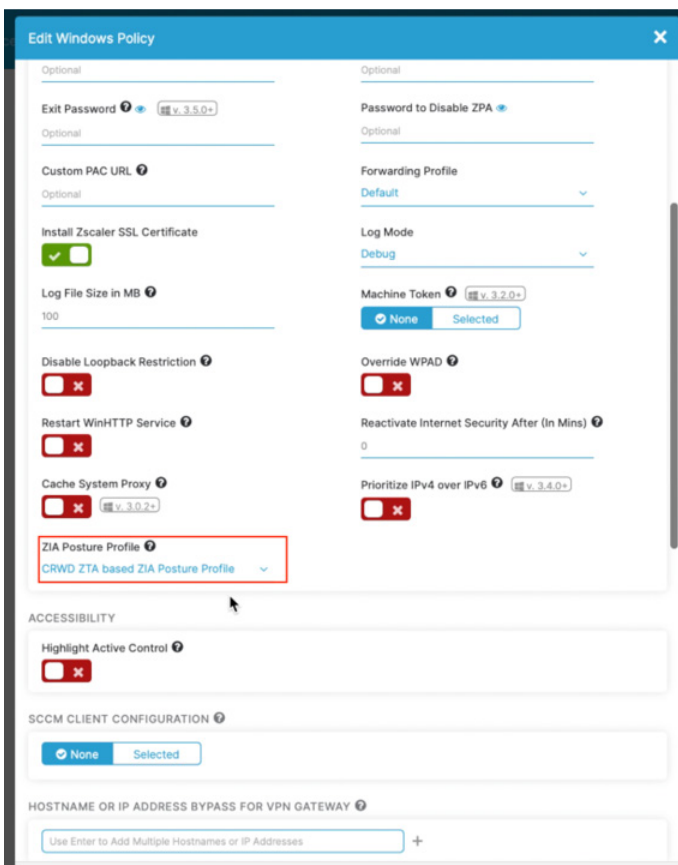 Edit Windows Policy
Optional
Optional
Exit Password v. 3.5.0+
Password to Disable ZPA
Optional
Optional
Custom PAC URL
Forwarding Profile
Optional
Default
Install Zscaler SSL Certificate
Log Mode
Debug
Log File Size in MB
Machine Token v. 3.2.0+
100
None Selected
Disable Loopback Restriction
Override WPAD
Restart WinHTTP Service
Reactivate Internet Security After (In Mins)
0
Cache System Proxy
Prioritize IPv4 over IPv6 v. 3.4.0+
v. 3.0.2+
ZIA Posture Profile
CRWD ZTA based ZIA Posture Profile
ACCESSIBILITY
Highlight Active Control
SCCM CLIENT CONFIGURATION
None Selected
HOSTNAME OR IP ADDRESS BYPASS FOR VPN GATEWAY
Use Enter to Add Multiple Hostnames or IP Addresses